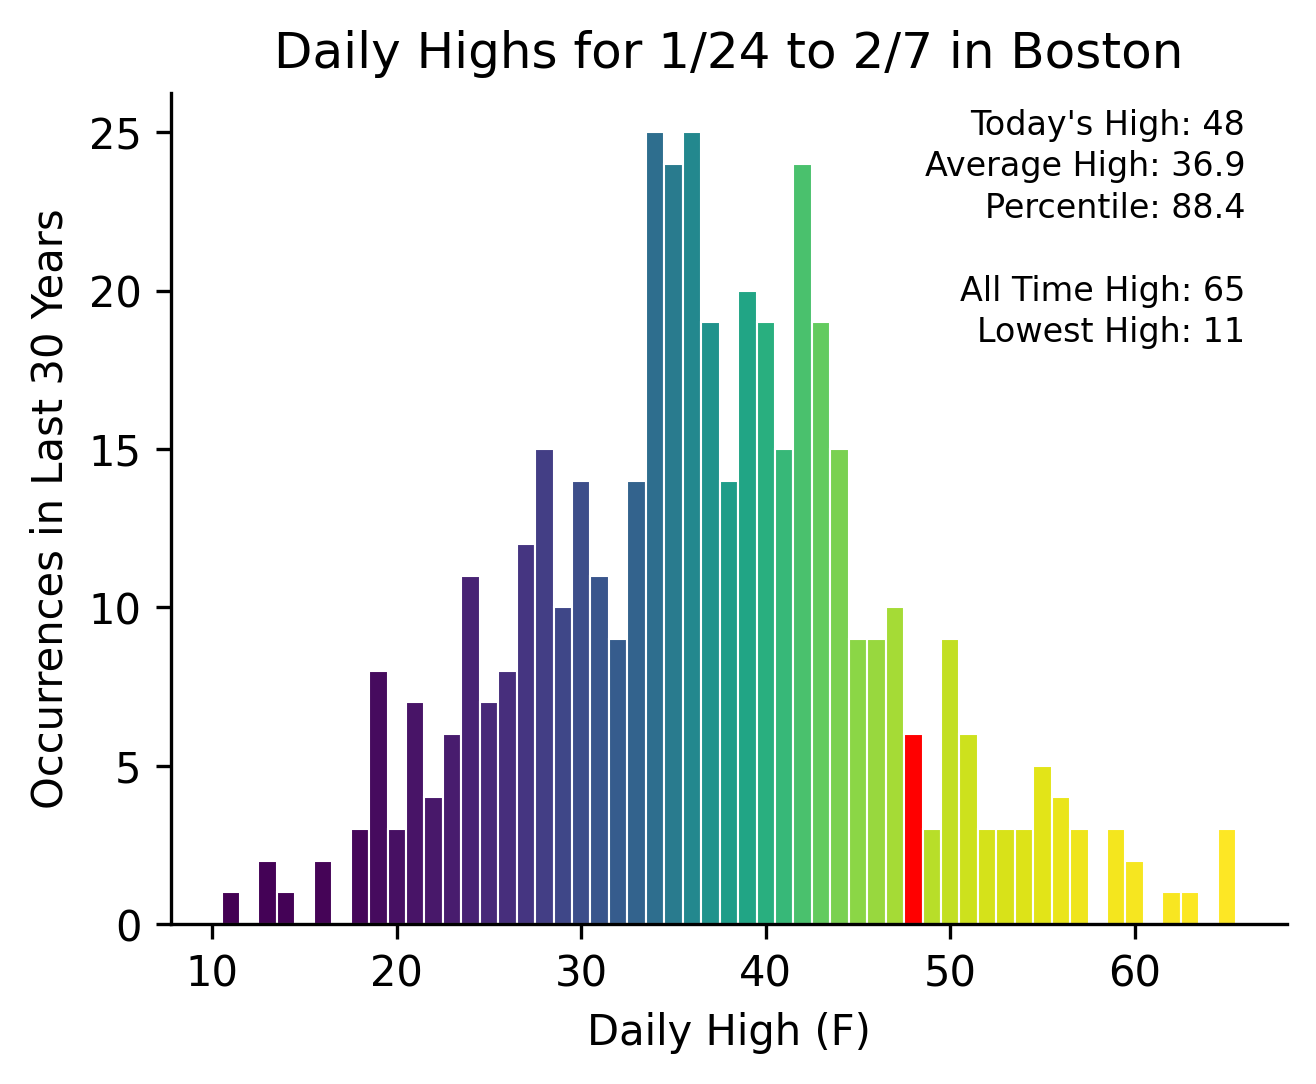 Daily Highs for 1/24 to 2/7 in Boston
Today's High: 48
Average High: 36.9
Percentile: 88.4
All Time High: 65
Lowest High: 11
Occurrences in Last 30 Years
25
20
15
10
5
0
10 20 30 40 50 60
Daily High (F)